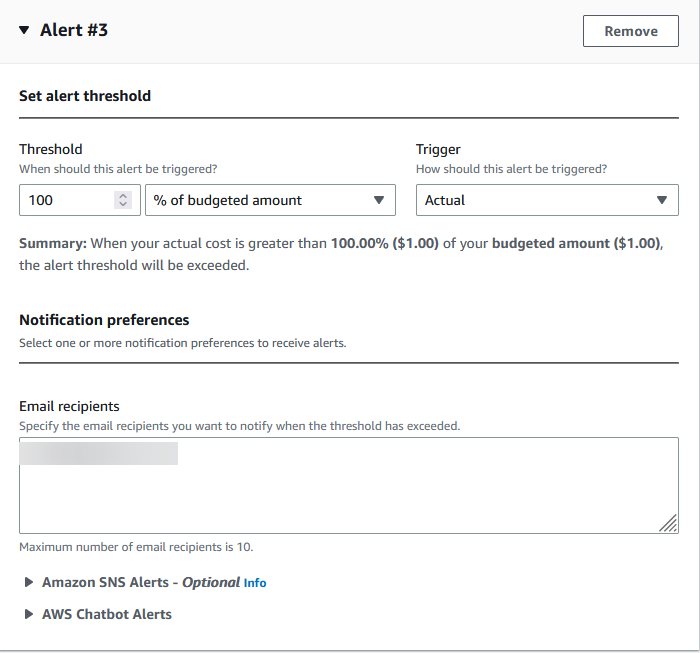 Alert #3
Remove
Set alert threshold
Threshold
When should this alert be triggered?
100
% of budgeted amount
Trigger
How should this alert be triggered?
Actual
Summary: When your actual cost is greater than 100.00% ($1.00) of your budgeted amount ($1.00),
the alert threshold will be exceeded.
Notification preferences
Select one or more notification preferences to receive alerts.
Email recipients
Specify the email recipients you want to notify when the threshold has exceeded.
Maximum number of email recipients is 10.
Amazon SNS Alerts - Optional Info
AWS Chatbot Alerts